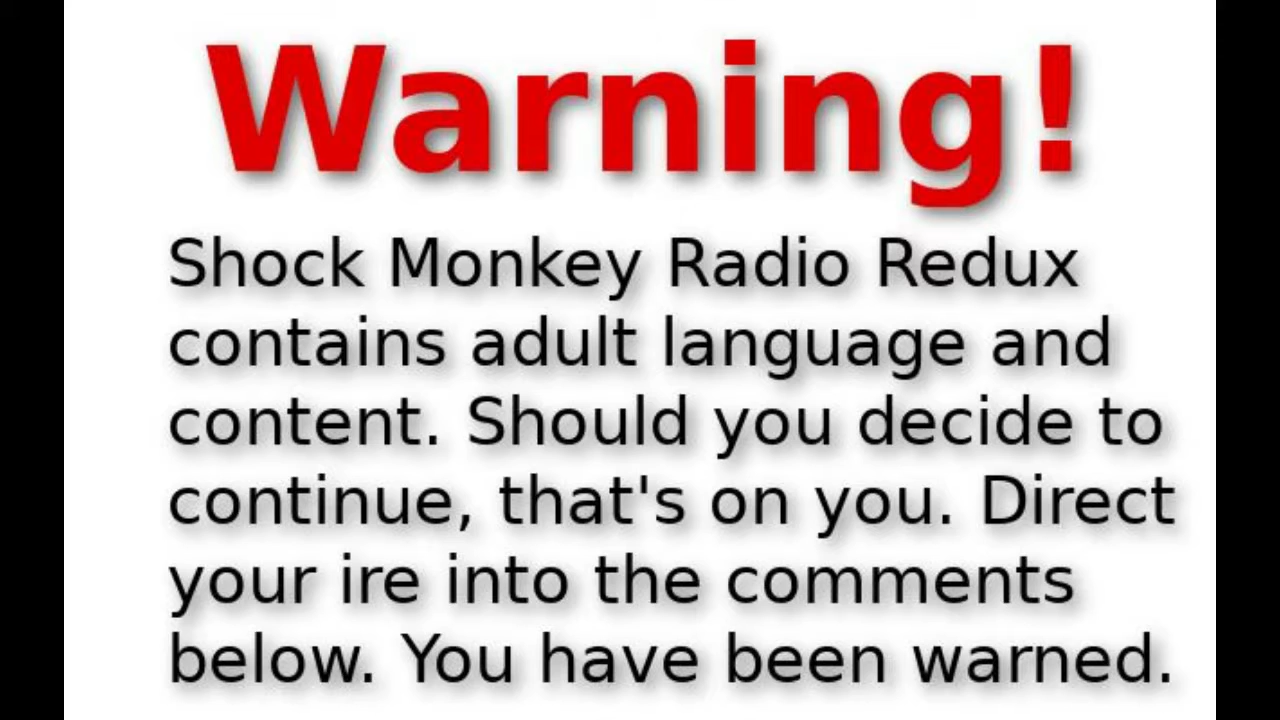 Warning!
Shock Monkey Radio Redux
contains adult language and
content. Should you decide to
continue, that's on you. Direct
your ire into the comments
below. You have been warned.